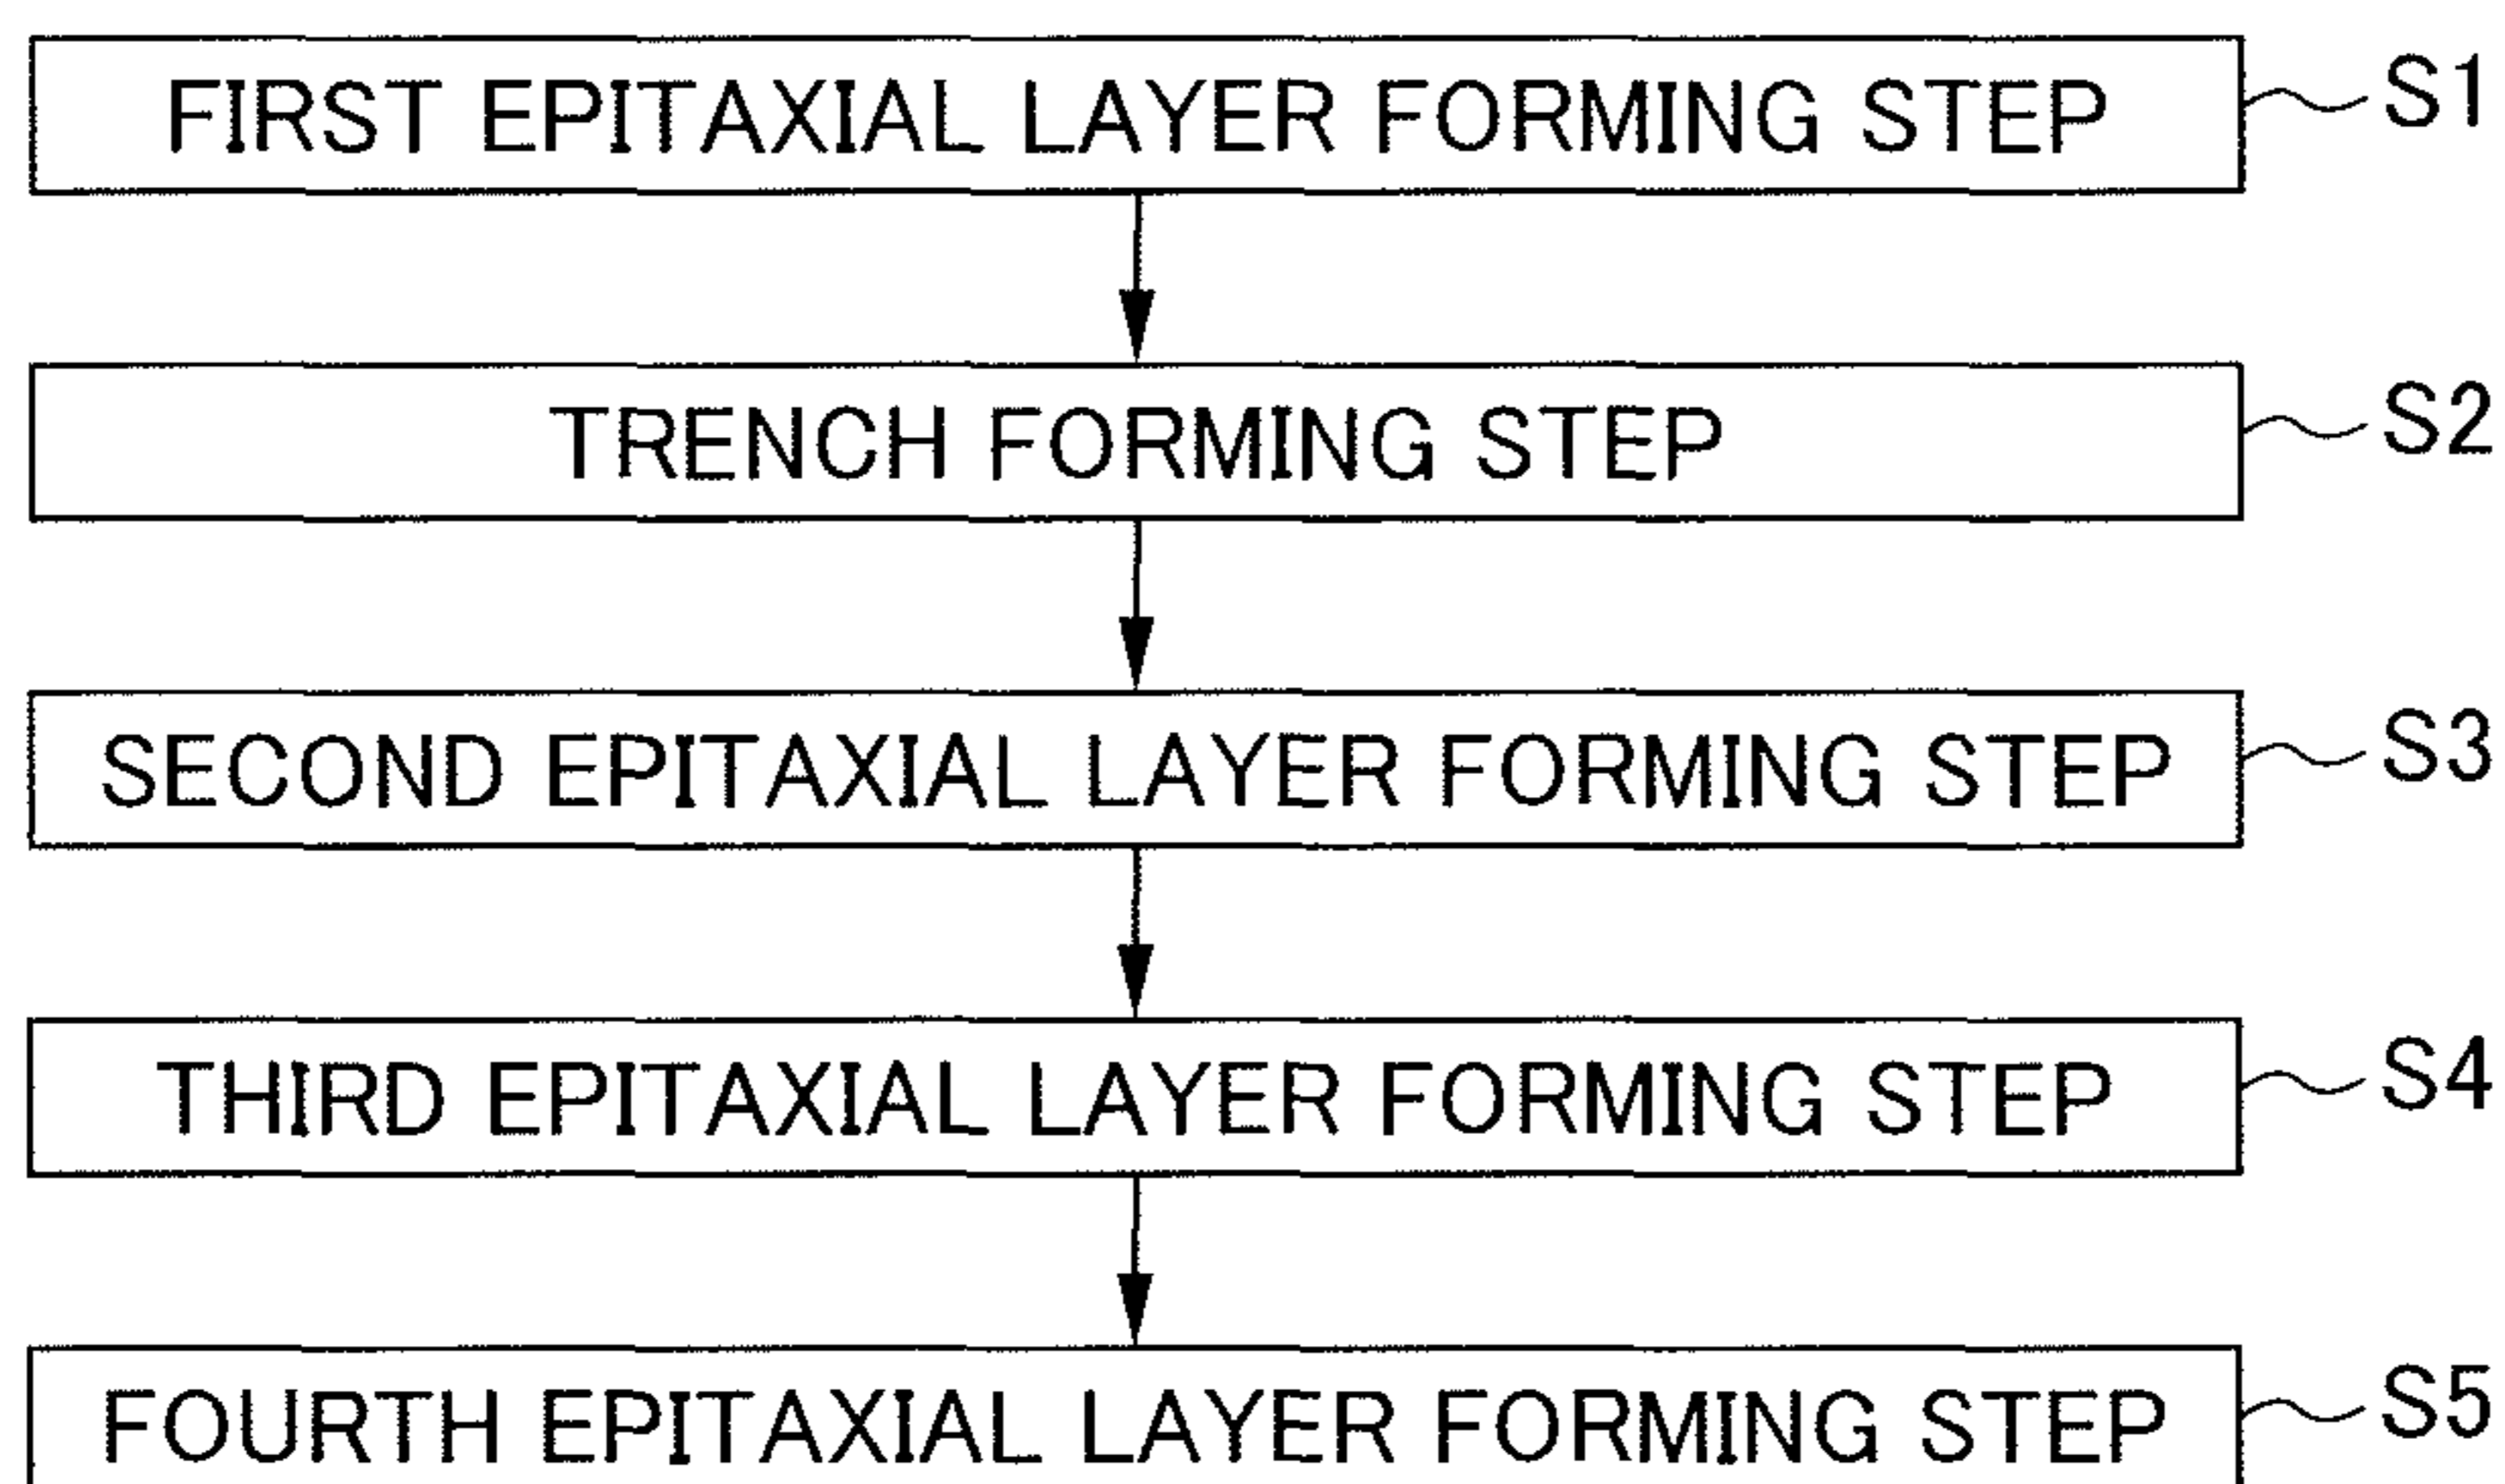 FIRST EPITAXIAL LAYER FORMING STEP S1
TRENCH FORMING STEP S2
SECOND EPITAXIAL LAYER FORMING STEP S3
THIRD EPITAXIAL LAYER FORMING STEP S4
FOURTH EPITAXIAL LAYER FORMING STEP S5